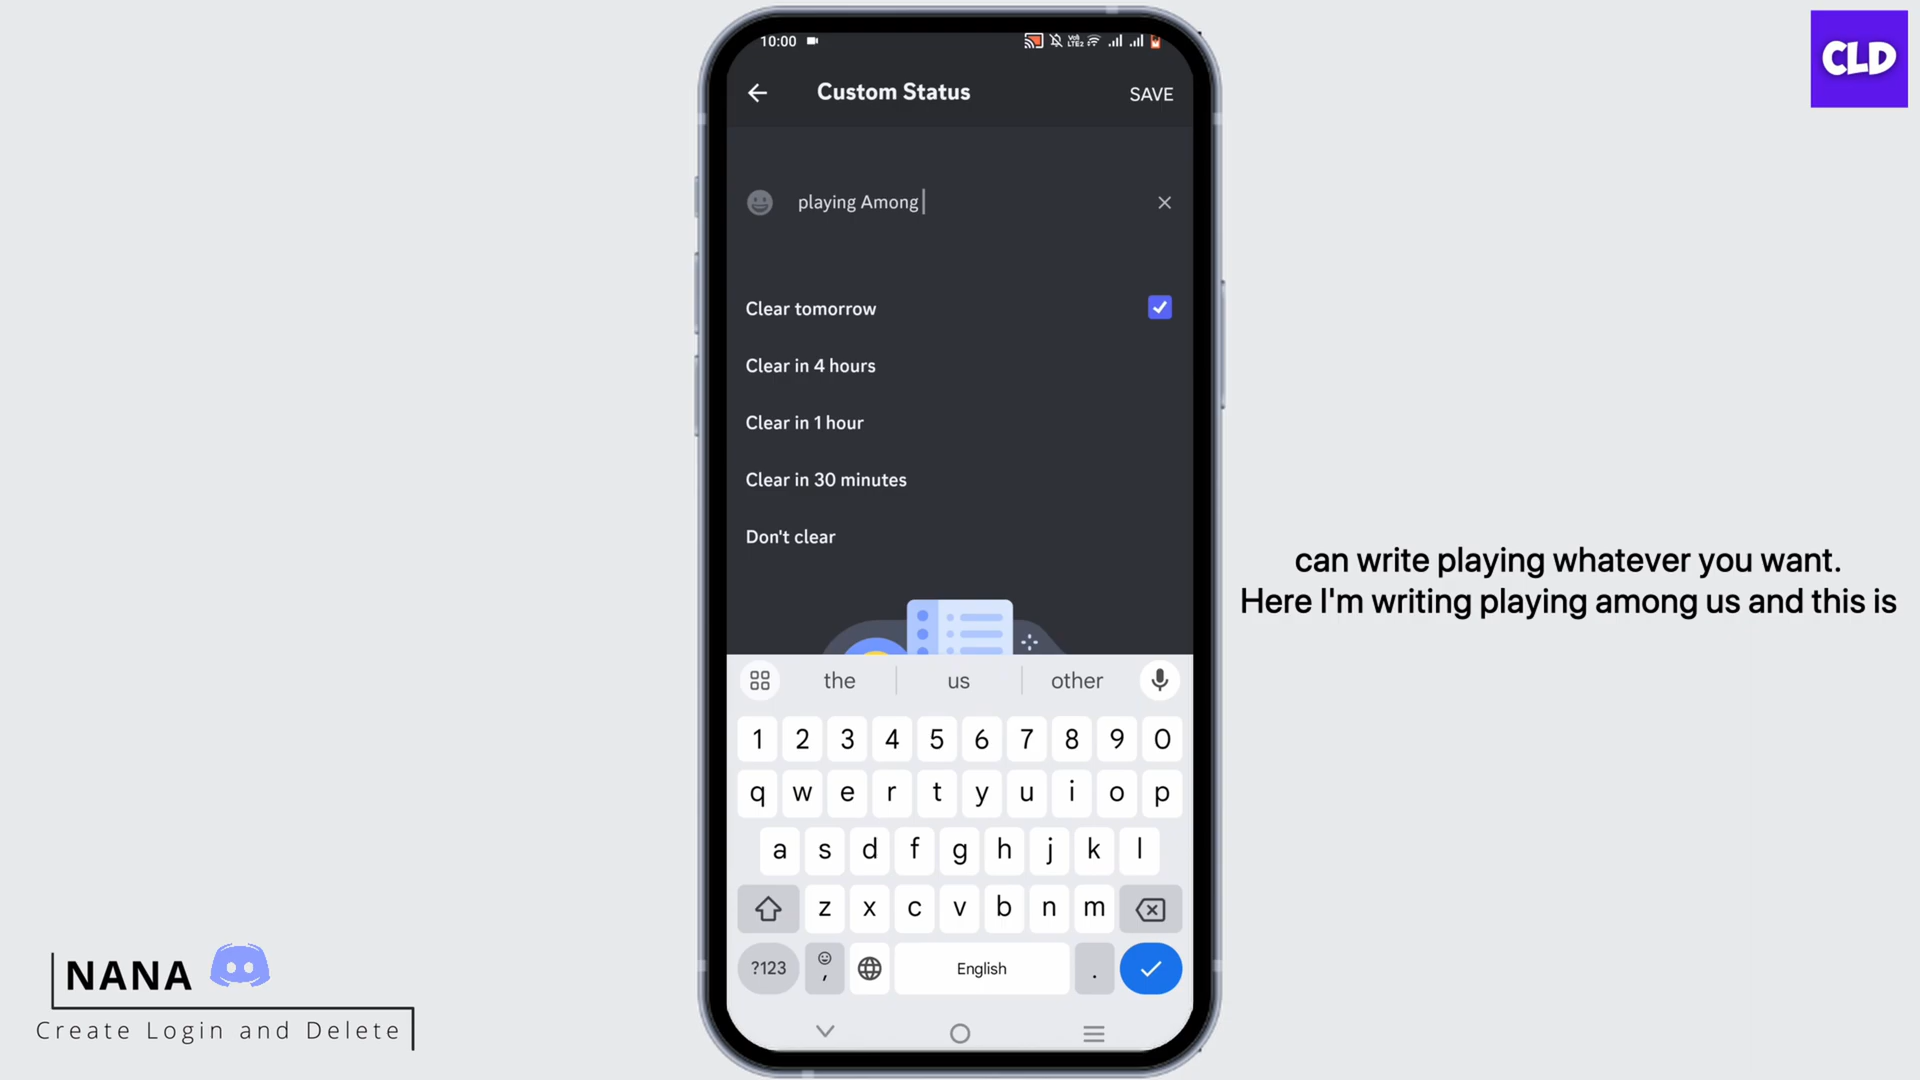 10:00
CLD
Custom Status
SAVE
playing Among
Clear tomorrow
Clear in 4 hours
Clear in 1 hour
Clear in 30 minutes
Don't clear
can write playing whatever you want.
Here I'm writing playing among us and this is
the us other
1 2 3 4 5 6 7 8 9 0
q w e r t y u i o p
a s d f g h j k l
z x c v b n m
?123 , English .
NANA
Create Login and Delete